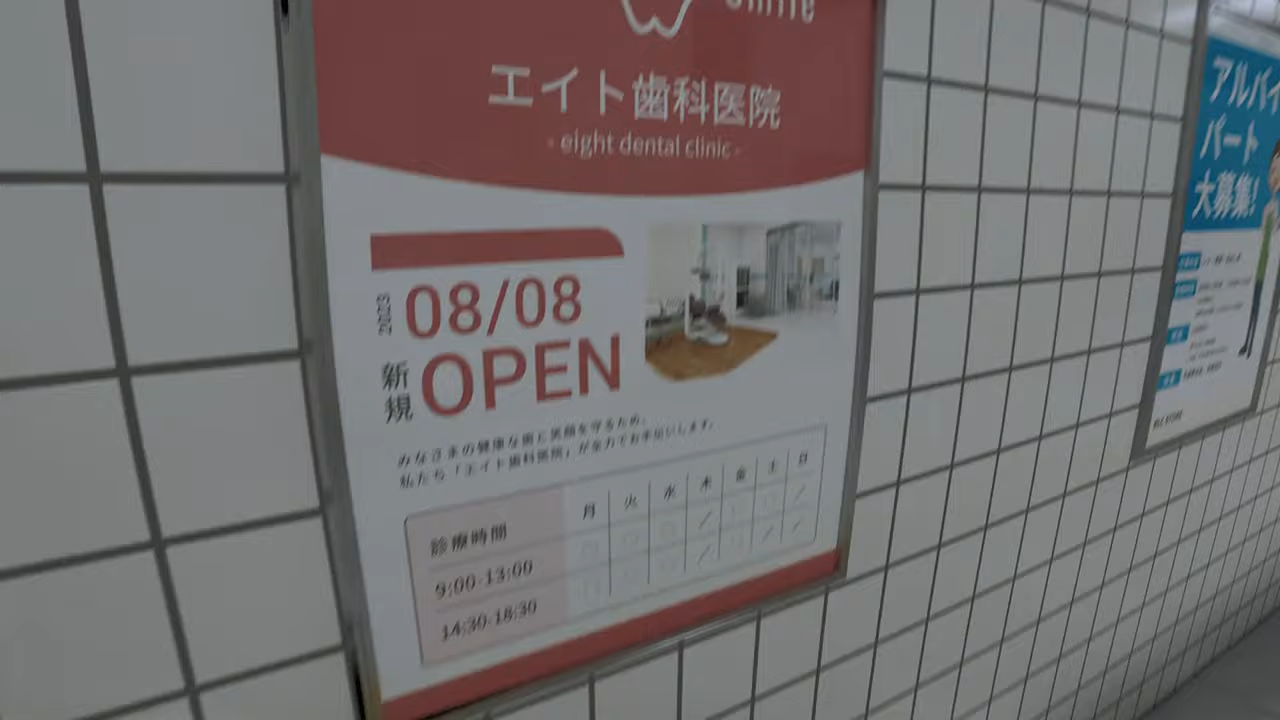 エイト歯科医院
- eight dental clinic -
2023
08/08
新規
OPEN
みなさまの健康な歯と笑顔を守るため、
私たち「エイト歯科医院」が全力でお手伝いします。
診療時間 月 火 水 木 金 土 日
9:00-13:00 ○ ○ ○ / ○ ○ /
14:30-18:30 ○ ○ ○ / ○ / /
アルバイ
パート
大募集!